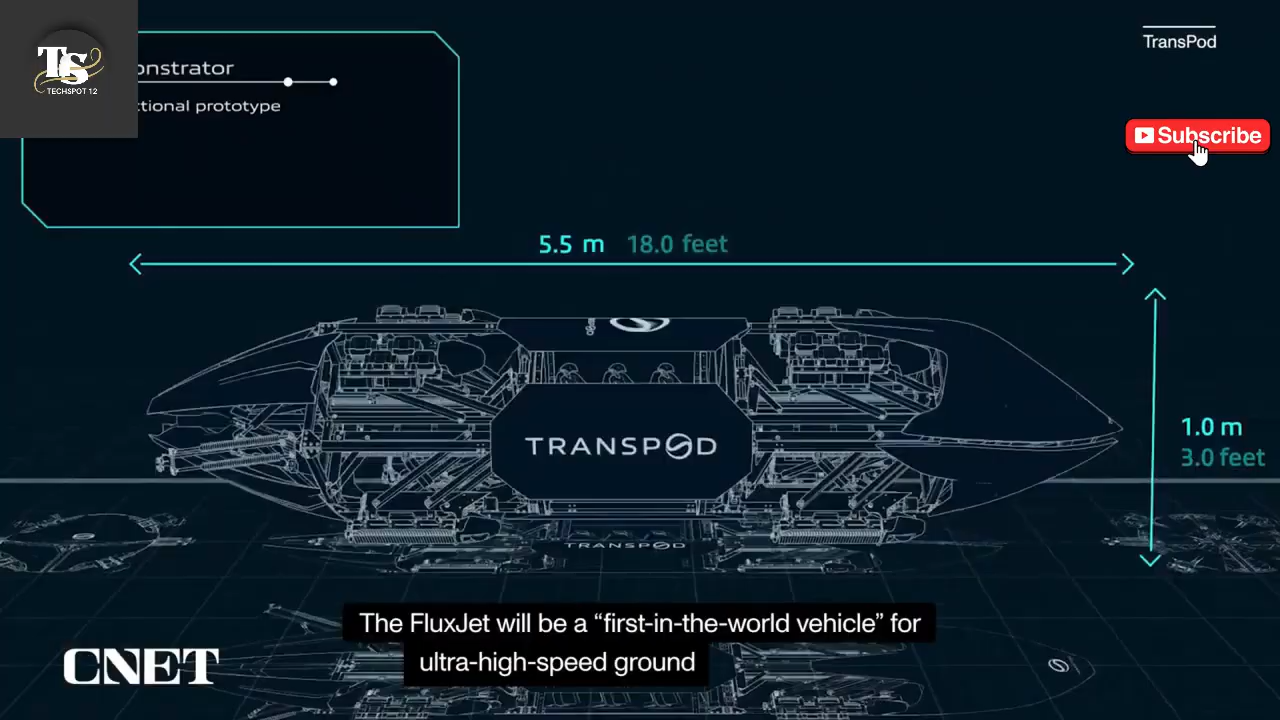 TS
TECHSPOT 12
onstrator
ctional prototype
TransPod
Subscribe
5.5 m 18.0 feet
1.0 m
3.0 feet
TRANSPOD
TRANSPOD
The FluxJet will be a “first-in-the-world vehicle” for
ultra-high-speed ground
CNET